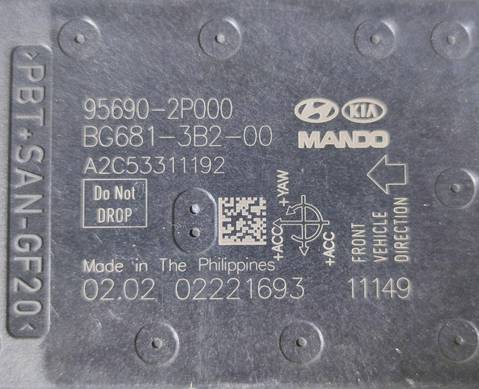 >PBT+SAN-GF20<
95690-2P000
KIA
BG681-3B2-00
MANDO
A2C53311192
Do Not
DROP
+YAW
+ACC
+ACC
FRONT
VEHICLE
DIRECTION
Made in The Philippines
02.02 02221693 11149